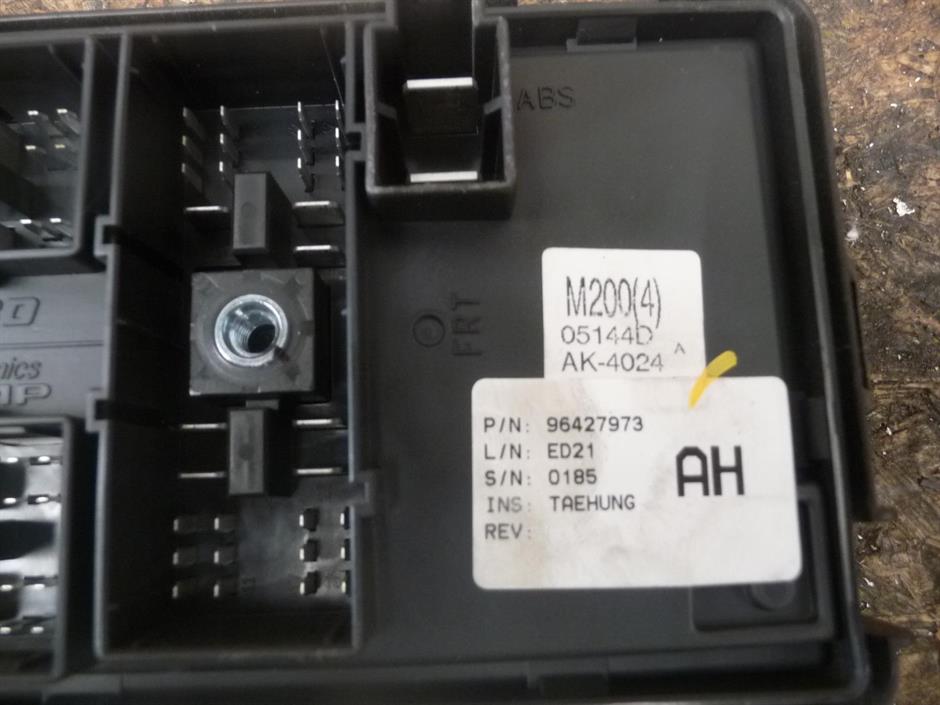 ABS
FRT
M200(4)
05144D
AK-4024 A
P/N: 96427973
L/N: ED21
S/N: 0185
INS: TAEHUNG
REV:
AH